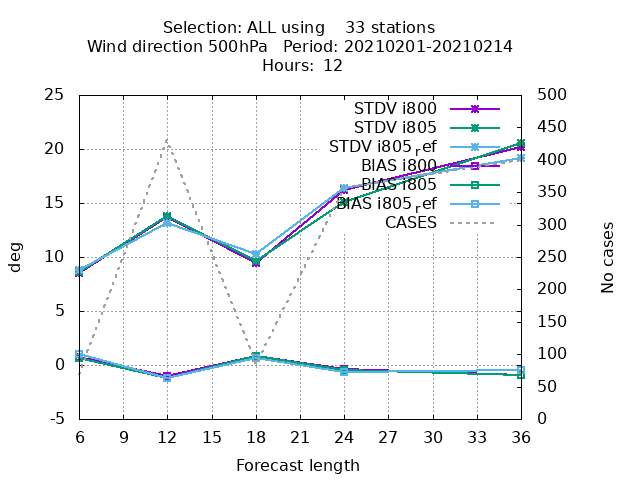 Selection: ALL using    33 stations
Wind direction 500hPa   Period: 20210201-20210214
Hours:  12
STDV i800
STDV i805
STDV i805_ref
BIAS i800
BIAS i805
BIAS i805_ref
CASES
25
20
15
10
5
0
-5
500
450
400
350
300
250
200
150
100
50
0
deg
No cases
6 9 12 15 18 21 24 27 30 33 36
Forecast length